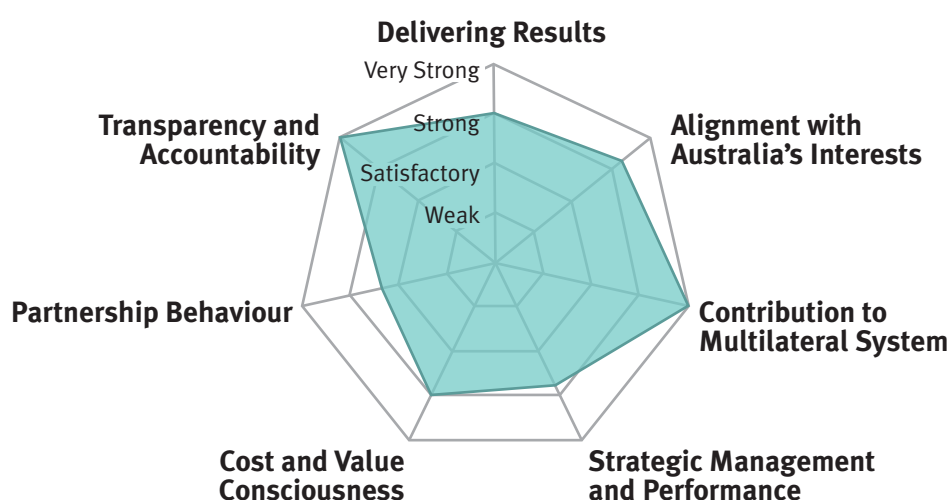 Delivering Results
Very Strong
Strong
Satisfactory
Weak
Transparency and
Accountability
Alignment with
Australia’s Interests
Partnership Behaviour
Contribution to
Multilateral System
Cost and Value
Consciousness
Strategic Management
and Performance